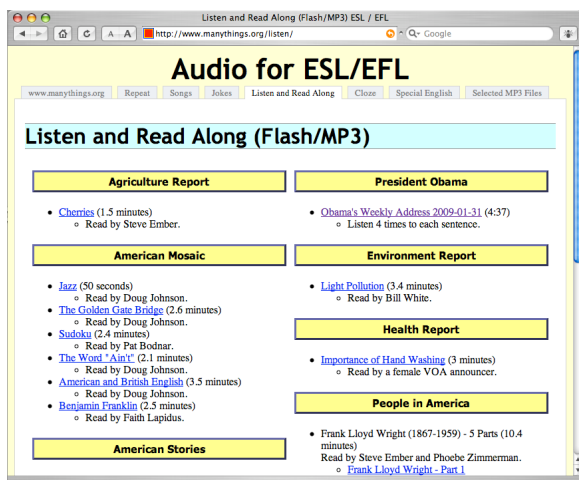 Listen and Read Along (Flash/MP3) ESL / EFL
A A http://www.manythings.org/listen/ Q Google
Audio for ESL/EFL
www.manythings.org Repeat Songs Jokes Listen and Read Along Cloze Special English Selected MP3 Files
Listen and Read Along (Flash/MP3)
Agriculture Report
• Cherries (1.5 minutes)
○ Read by Steve Ember.
American Mosaic
• Jazz (50 seconds)
○ Read by Doug Johnson.
• The Golden Gate Bridge (2.6 minutes)
○ Read by Doug Johnson.
• Sudoku (2.4 minutes)
○ Read by Pat Bodnar.
• The Word "Ain't" (2.1 minutes)
○ Read by Doug Johnson.
• American and British English (3.5 minutes)
○ Read by Doug Johnson.
• Benjamin Franklin (2.5 minutes)
○ Read by Faith Lapidus.
American Stories
President Obama
• Obama's Weekly Address 2009-01-31 (4:37)
○ Listen 4 times to each sentence.
Environment Report
• Light Pollution (3.4 minutes)
○ Read by Bill White.
Health Report
• Importance of Hand Washing (3 minutes)
○ Read by a female VOA announcer.
People in America
• Frank Lloyd Wright (1867-1959) - 5 Parts (10.4
minutes)
Read by Steve Ember and Phoebe Zimmerman.
○ Frank Lloyd Wright - Part 1